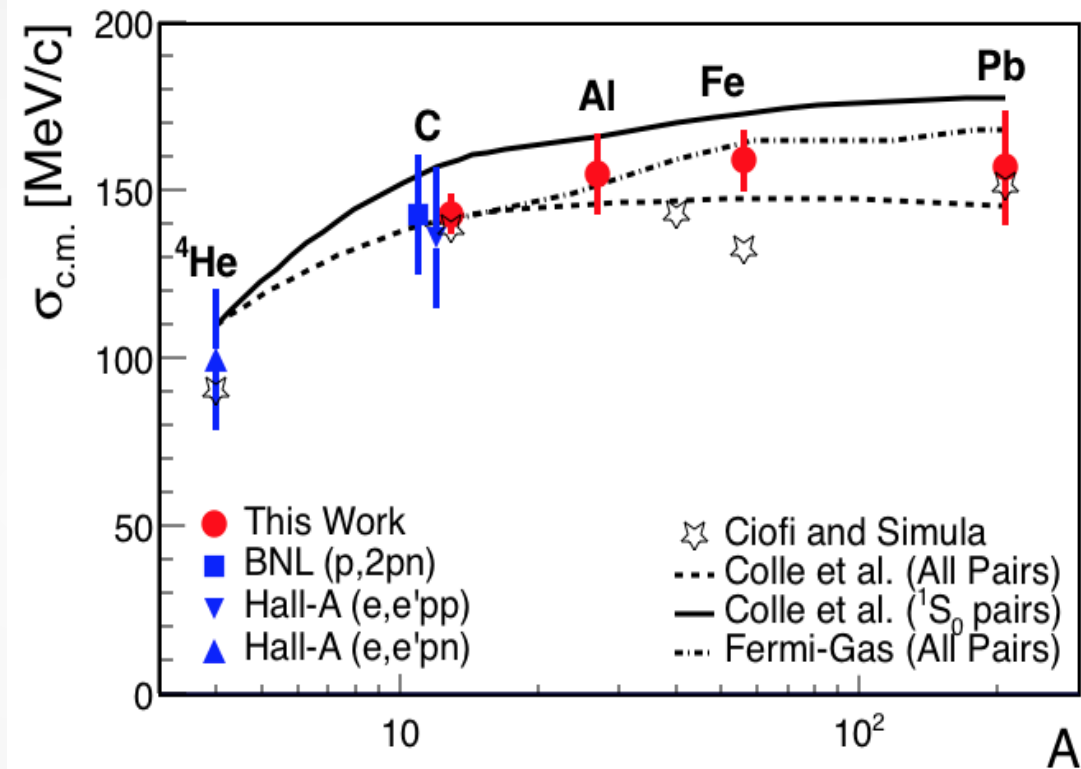 σc.m. [MeV/c]
200
150
100
50
0
⁴He
C
Al
Fe
Pb
This Work
BNL (p,2pn)
Hall-A (e,e'pp)
Hall-A (e,e'pn)
Ciofi and Simula
Colle et al. (All Pairs)
Colle et al. (¹S₀ pairs)
Fermi-Gas (All Pairs)
10
10²
A